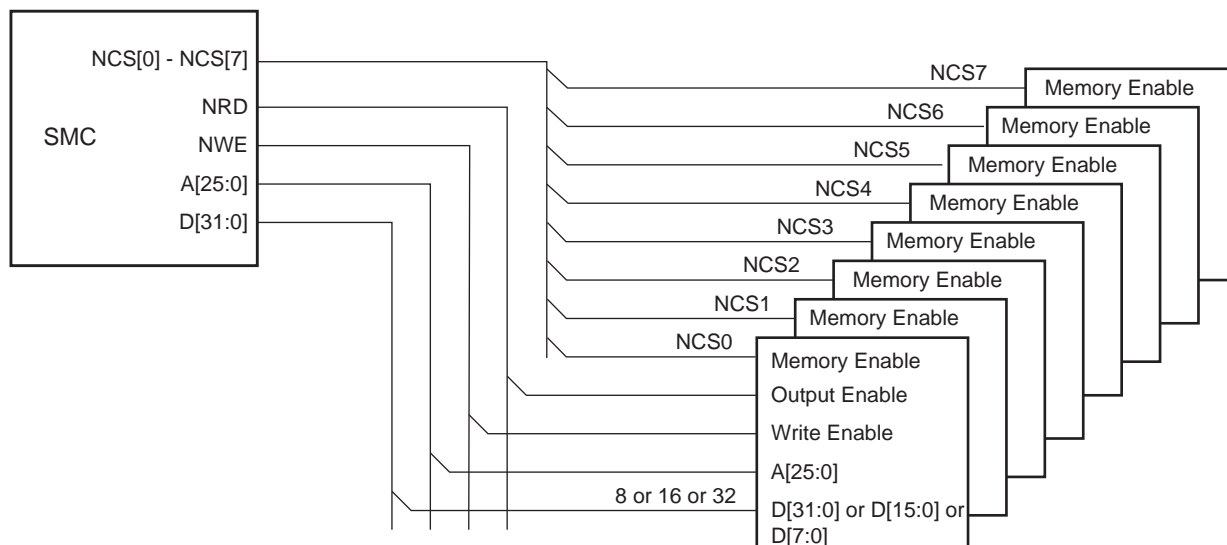 NCS[0] - NCS[7]
NRD
SMC
NWE
A[25:0]
D[31:0]
NCS7
Memory Enable
NCS6
Memory Enable
NCS5
Memory Enable
NCS4
Memory Enable
NCS3
Memory Enable
NCS2
Memory Enable
NCS1
Memory Enable
NCS0
Memory Enable
Output Enable
Write Enable
A[25:0]
8 or 16 or 32
D[31:0] or D[15:0] or
D[7:0]